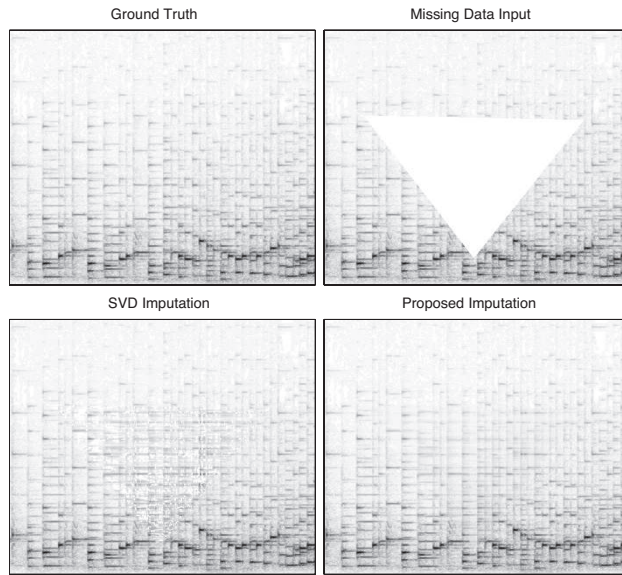 Ground Truth
Missing Data Input
SVD Imputation
Proposed Imputation